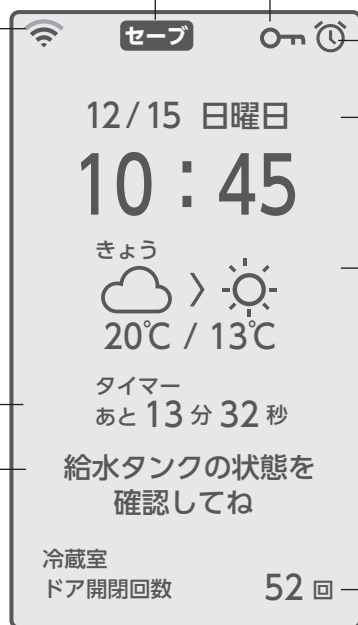 セーブ
12/15 日曜日
10:45
きょう
20℃ / 13℃
タイマー
あと 13 分 32 秒
給水タンクの状態を
確認してね
冷蔵室
ドア開閉回数 52 回